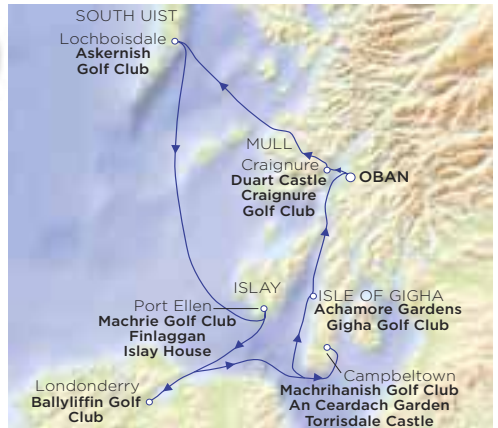 SOUTH UIST
Lochboisdale
Askernish
Golf Club
MULL
Craignure
Duart Castle
Craignure
Golf Club
OBAN
ISLAY
Port Ellen
Machrie Golf Club
Finlaggan
Islay House
ISLE OF GIGHA
Achamore Gardens
Gigha Golf Club
Londonderry
Ballyliffin Golf
Club
Campbeltown
Machrihanish Golf Club
An Ceardach Garden
Torrisdale Castle